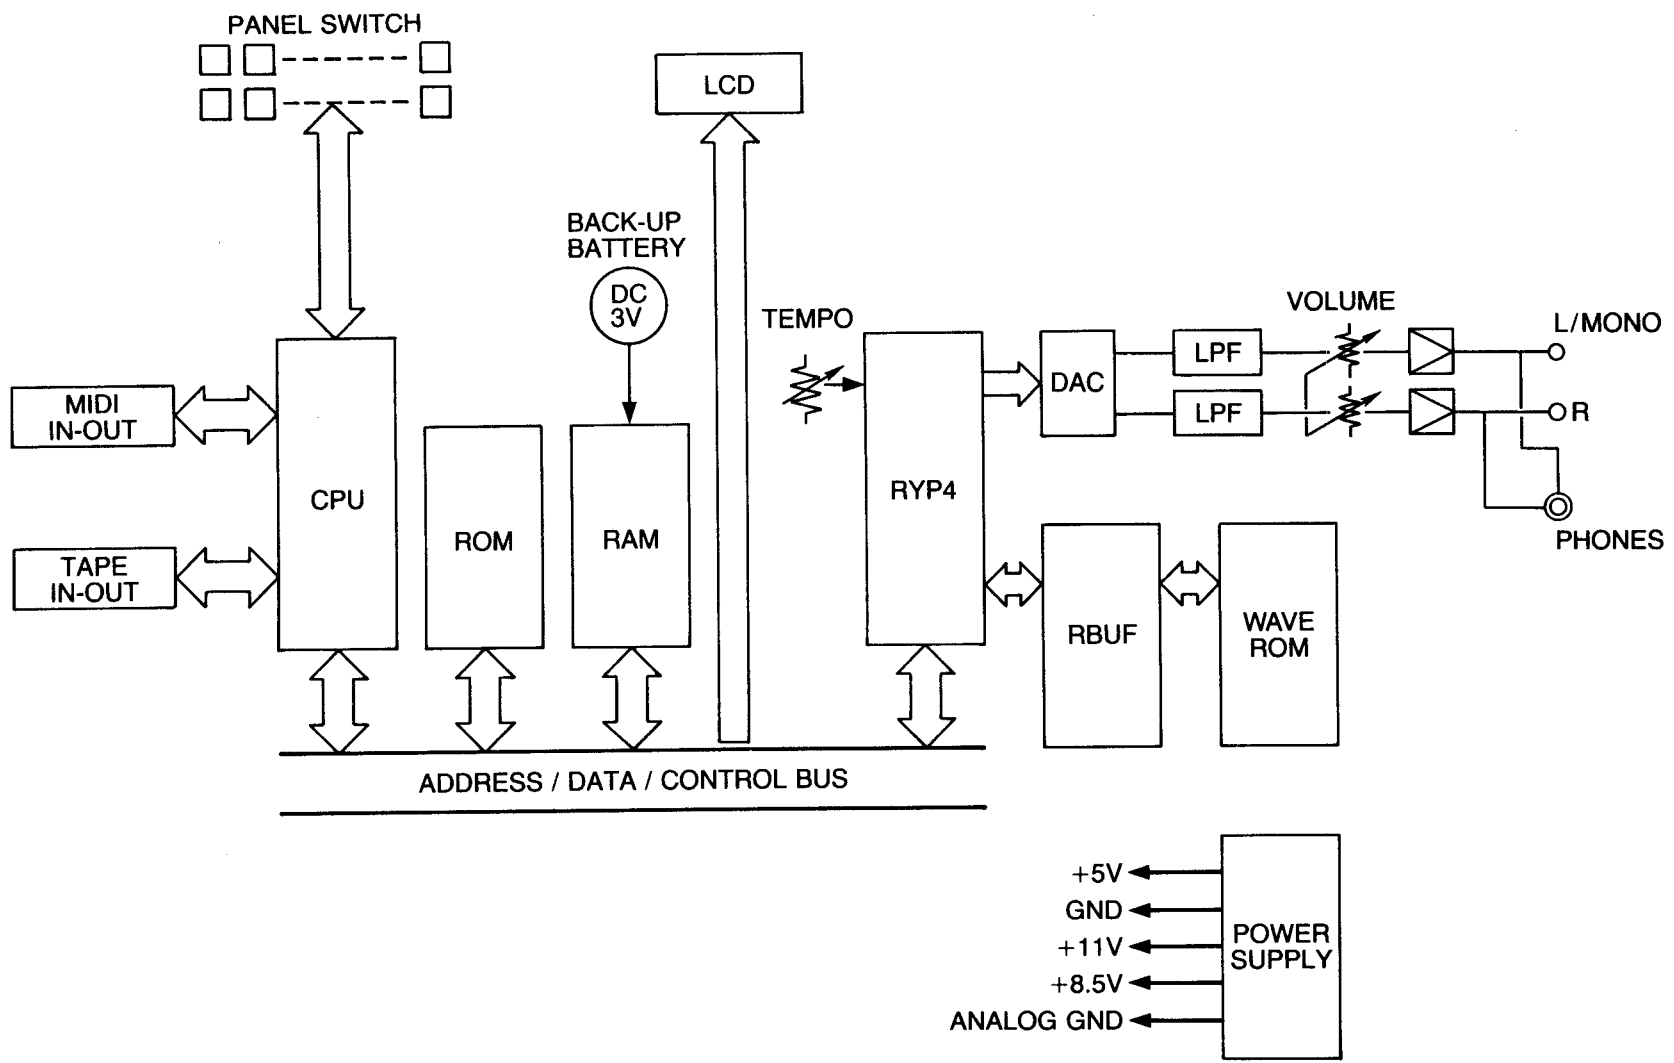 PANEL SWITCH
LCD
BACK-UP
BATTERY
DC
3V
TEMPO
VOLUME
L/MONO
LPF
DAC
R
LPF
MIDI
IN-OUT
CPU
ROM
RAM
RYP4
PHONES
TAPE
IN-OUT
RBUF
WAVE
ROM
ADDRESS / DATA / CONTROL BUS
+5V
GND
+11V
+8.5V
ANALOG GND
POWER
SUPPLY